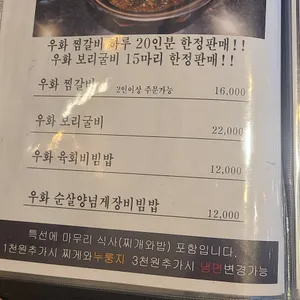 우화 찜갈비 하루 20인분 한정판매!!
우화 보리굴비 15마리 한정판매!!
우화 찜갈비 2인이상 주문가능 16,000
우화 보리굴비 22,000
우화 육회비빔밥 12,000
우화 순살양념게장비빔밥 12,000
특선에 마무리 식사(찌개와밥) 포함입니다.
1천원추가시 찌게와누룽지 3천원추가시 냉면변경가능